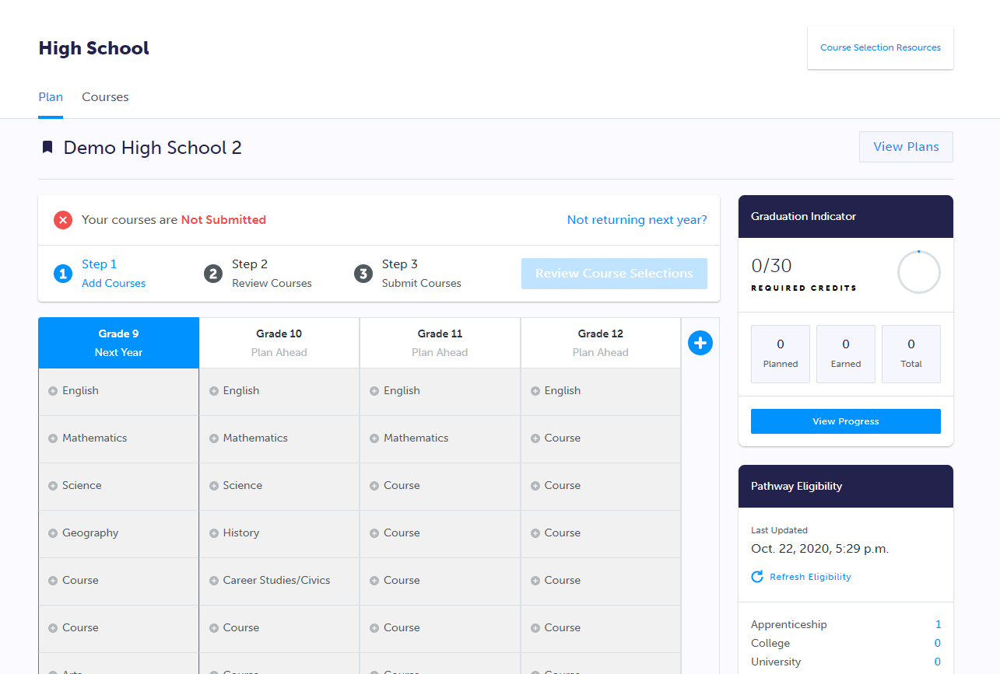 High School
Course Selection Resources
Plan Courses
Demo High School 2
View Plans
Your courses are Not Submitted
Not returning next year?
1 Step 1
Add Courses
2 Step 2
Review Courses
3 Step 3
Submit Courses
Review Course Selections
Grade 9 Grade 10 Grade 11 Grade 12
Next Year Plan Ahead Plan Ahead Plan Ahead
English English English English
Mathematics Mathematics Mathematics Course
Science Science Course Course
Geography History Course Course
Course Career Studies/Civics Course Course
Course Course Course Course
Arts Course Course Course
Graduation Indicator
0/30
REQUIRED CREDITS
0 0 0
Planned Earned Total
View Progress
Pathway Eligibility
Last Updated
Oct. 22, 2020, 5:29 p.m.
Refresh Eligibility
Apprenticeship 1
College 0
University 0